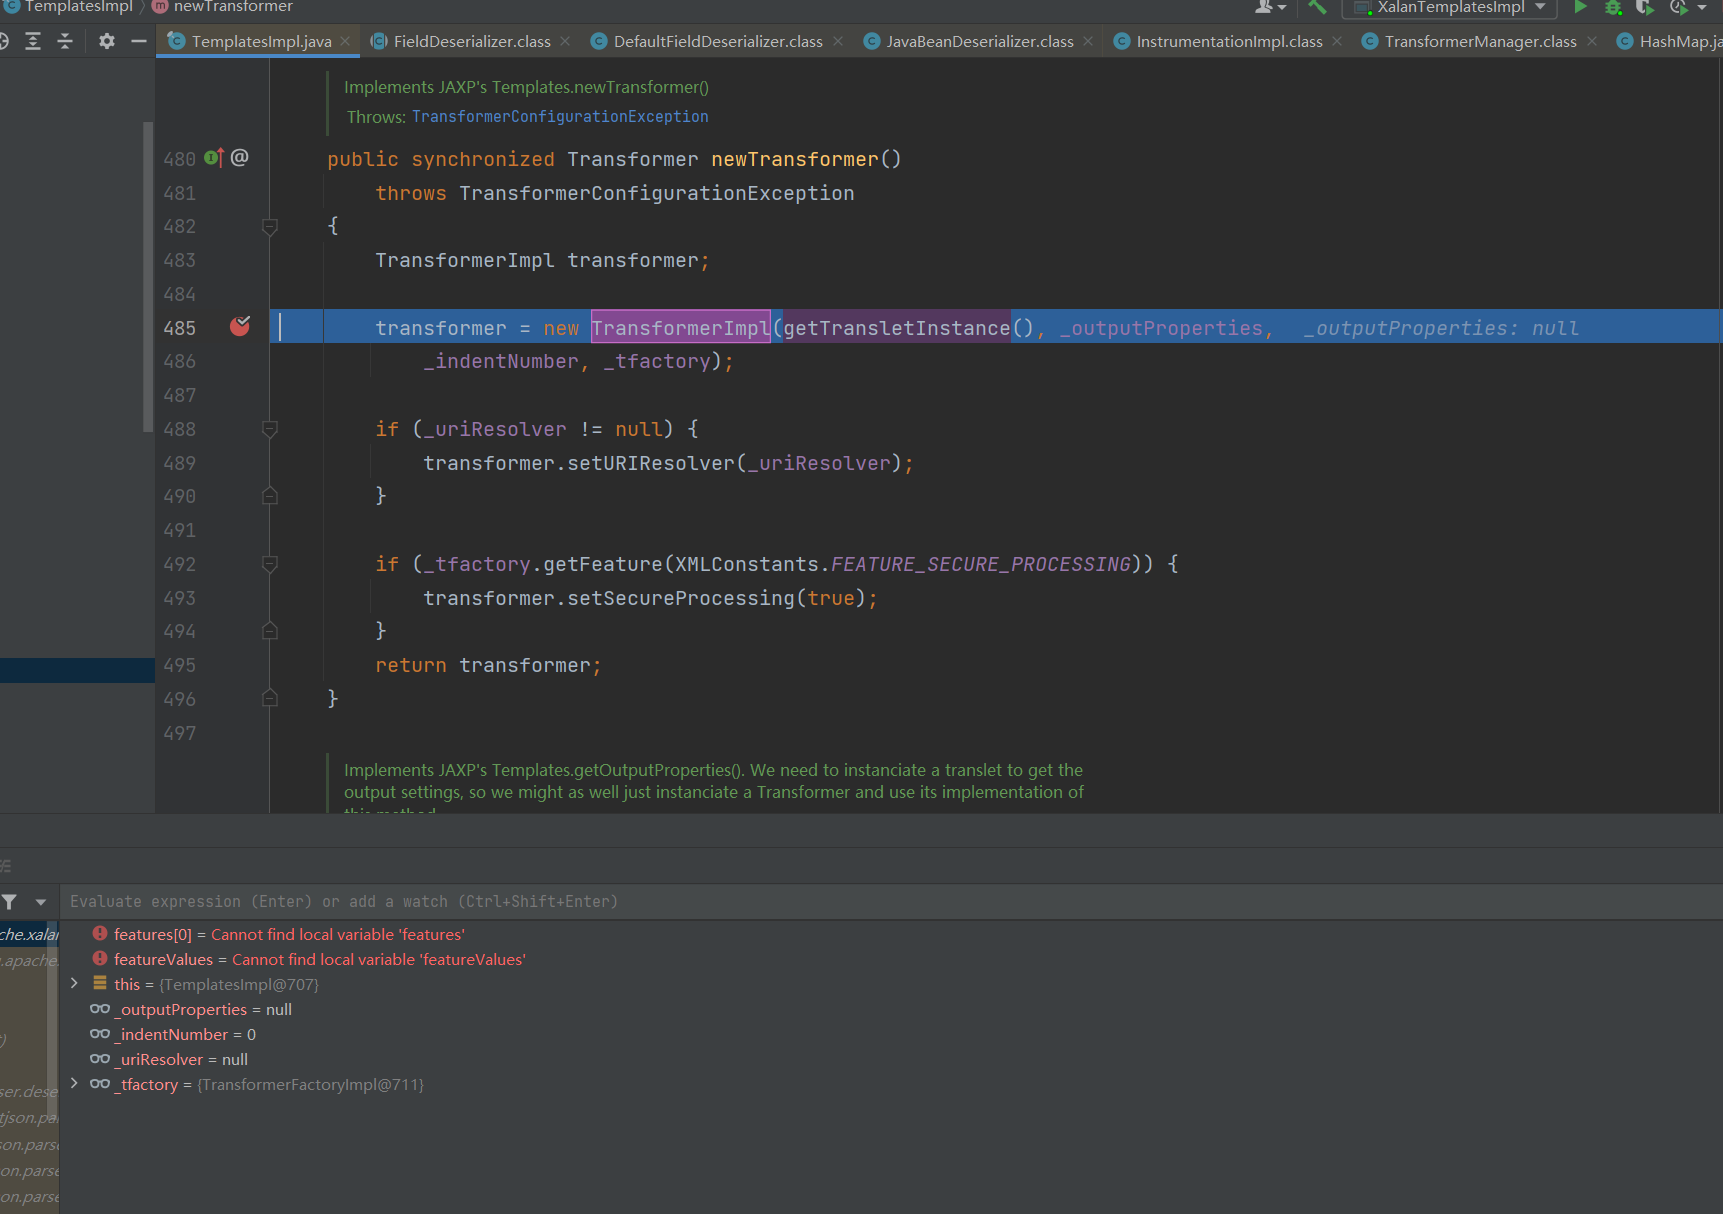 TemplatesImpl newTransformer
XalanTemplatesImpl
TemplatesImpl.java FieldDeserializer.class DefaultFieldDeserializer.class JavaBeanDeserializer.class InstrumentationImpl.class TransformerManager.class HashMap.ja
Implements JAXP's Templates.newTransformer()
Throws: TransformerConfigurationException
480 public synchronized Transformer newTransformer()
481 throws TransformerConfigurationException
482 {
483 TransformerImpl transformer;
484
485 transformer = new TransformerImpl(getTransletInstance(), _outputProperties, _outputProperties: null
486 _indentNumber, _tfactory);
487
488 if (_uriResolver != null) {
489 transformer.setURIResolver(_uriResolver);
490 }
491
492 if (_tfactory.getFeature(XMLConstants.FEATURE_SECURE_PROCESSING)) {
493 transformer.setSecureProcessing(true);
494 }
495 return transformer;
496 }
497
Implements JAXP's Templates.getOutputProperties(). We need to instanciate a translet to get the
output settings, so we might as well just instanciate a Transformer and use its implementation of
this method.
Evaluate expression (Enter) or add a watch (Ctrl+Shift+Enter)
che.xalan
features[0] = Cannot find local variable 'features'
.apache.
featureValues = Cannot find local variable 'featureValues'
this = {TemplatesImpl@707}
_outputProperties = null
_indentNumber = 0
_uriResolver = null
_tfactory = {TransformerFactoryImpl@711}
ser.dese
tjson.pa
son.parse
on.parse
on.parse